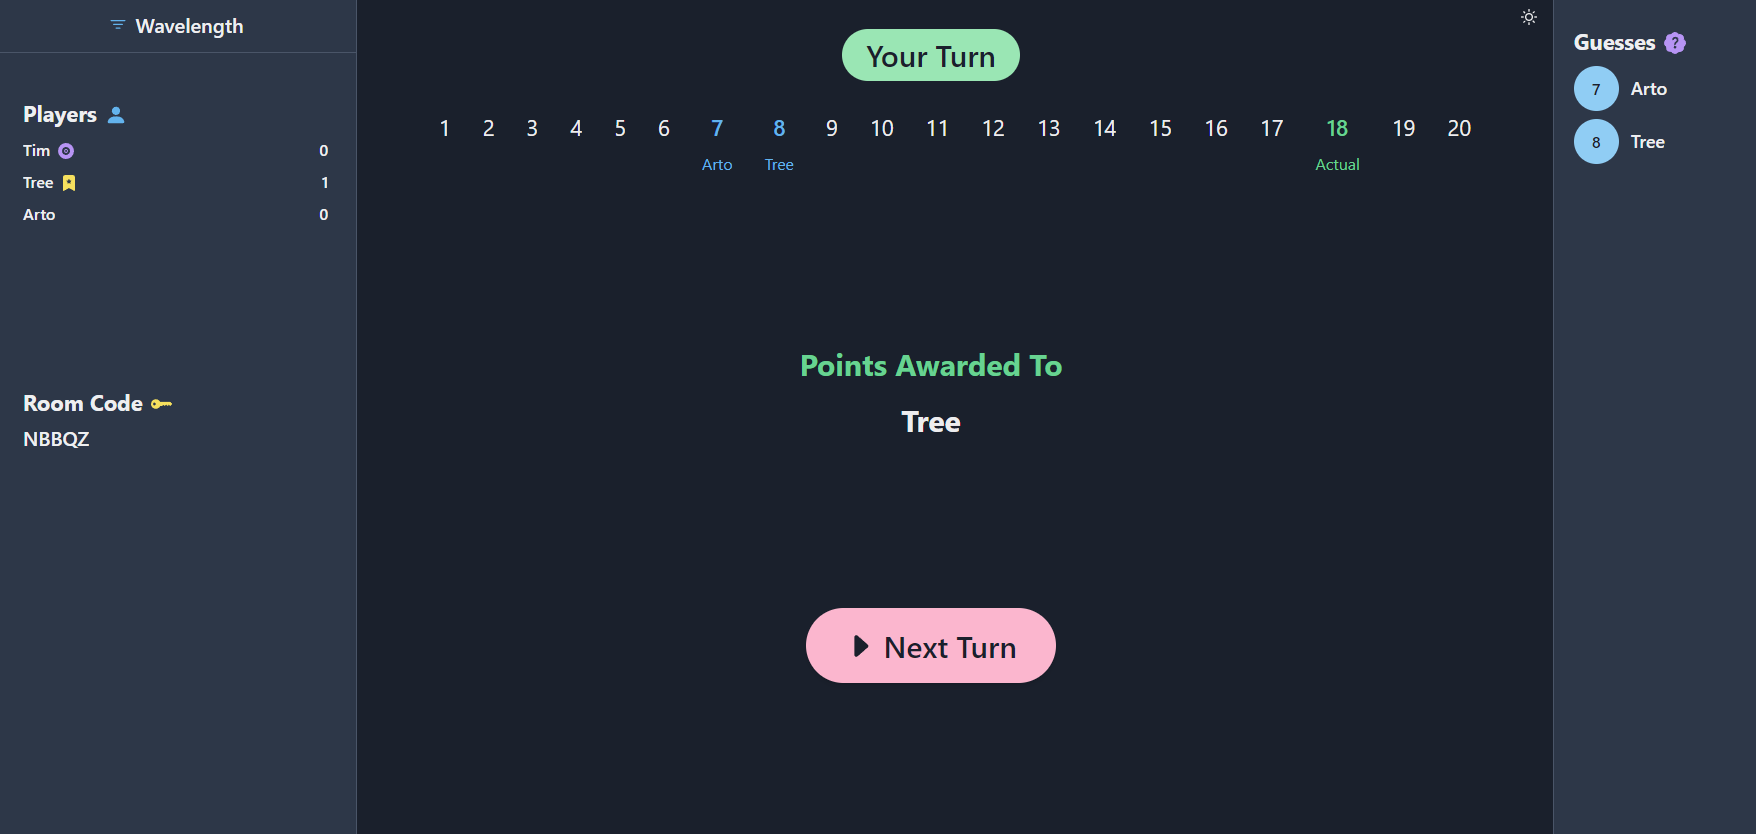 Wavelength
Players
Tim 0
Tree 1
Arto 0
Room Code
NBBQZ
Your Turn
1 2 3 4 5 6 7 8 9 10 11 12 13 14 15 16 17 18 19 20
Arto Tree Actual
Points Awarded To
Tree
Next Turn
Guesses ?
7 Arto
8 Tree